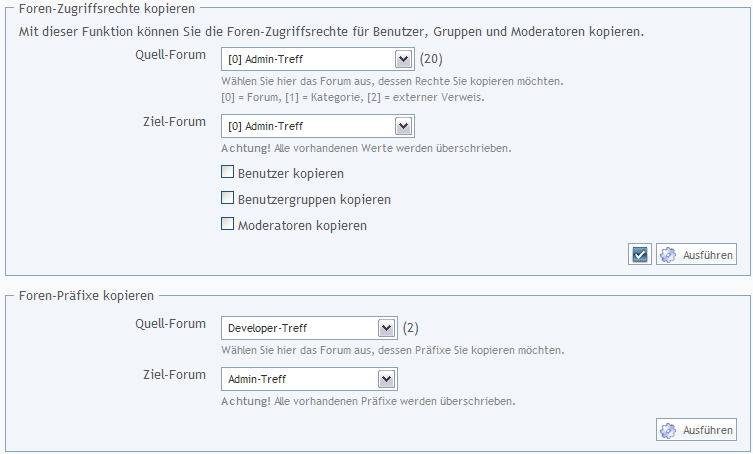 Foren-Zugriffsrechte kopieren
Mit dieser Funktion können Sie die Foren-Zugriffsrechte für Benutzer, Gruppen und Moderatoren kopieren.
Quell-Forum [0] Admin-Treff (20)
Wählen Sie hier das Forum aus, dessen Rechte Sie kopieren möchten.
[0] = Forum, [1] = Kategorie, [2] = externer Verweis.
Ziel-Forum [0] Admin-Treff
Achtung! Alle vorhandenen Werte werden überschrieben.
Benutzer kopieren
Benutzergruppen kopieren
Moderatoren kopieren
Ausführen
Foren-Präfixe kopieren
Quell-Forum Developer-Treff (2)
Wählen Sie hier das Forum aus, dessen Präfixe Sie kopieren möchten.
Ziel-Forum Admin-Treff
Achtung! Alle vorhandenen Präfixe werden überschrieben.
Ausführen